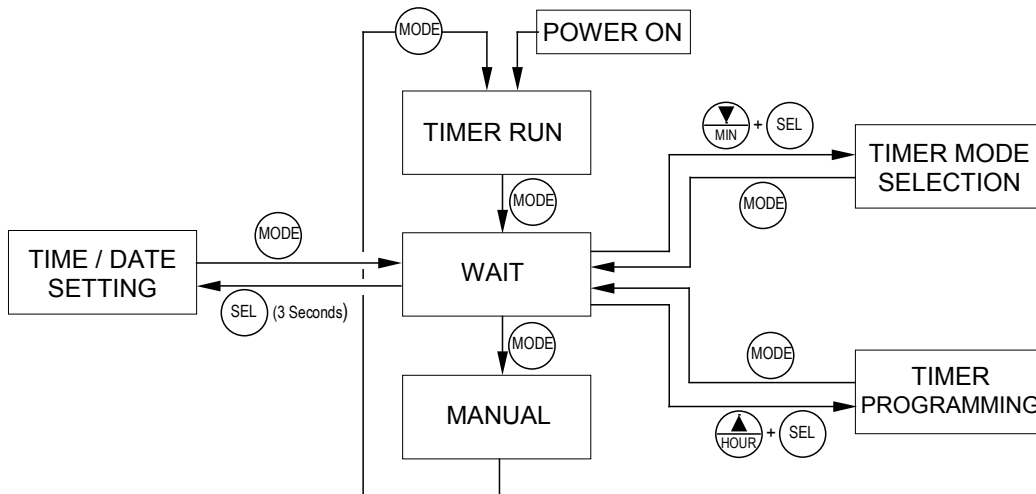 MODE
POWER ON
TIMER RUN
▼
MIN
+
SEL
TIMER MODE
SELECTION
MODE
MODE
MODE
TIME / DATE
SETTING
WAIT
SEL
(3 Seconds)
MODE
MODE
MANUAL
TIMER
PROGRAMMING
▲
HOUR
+
SEL